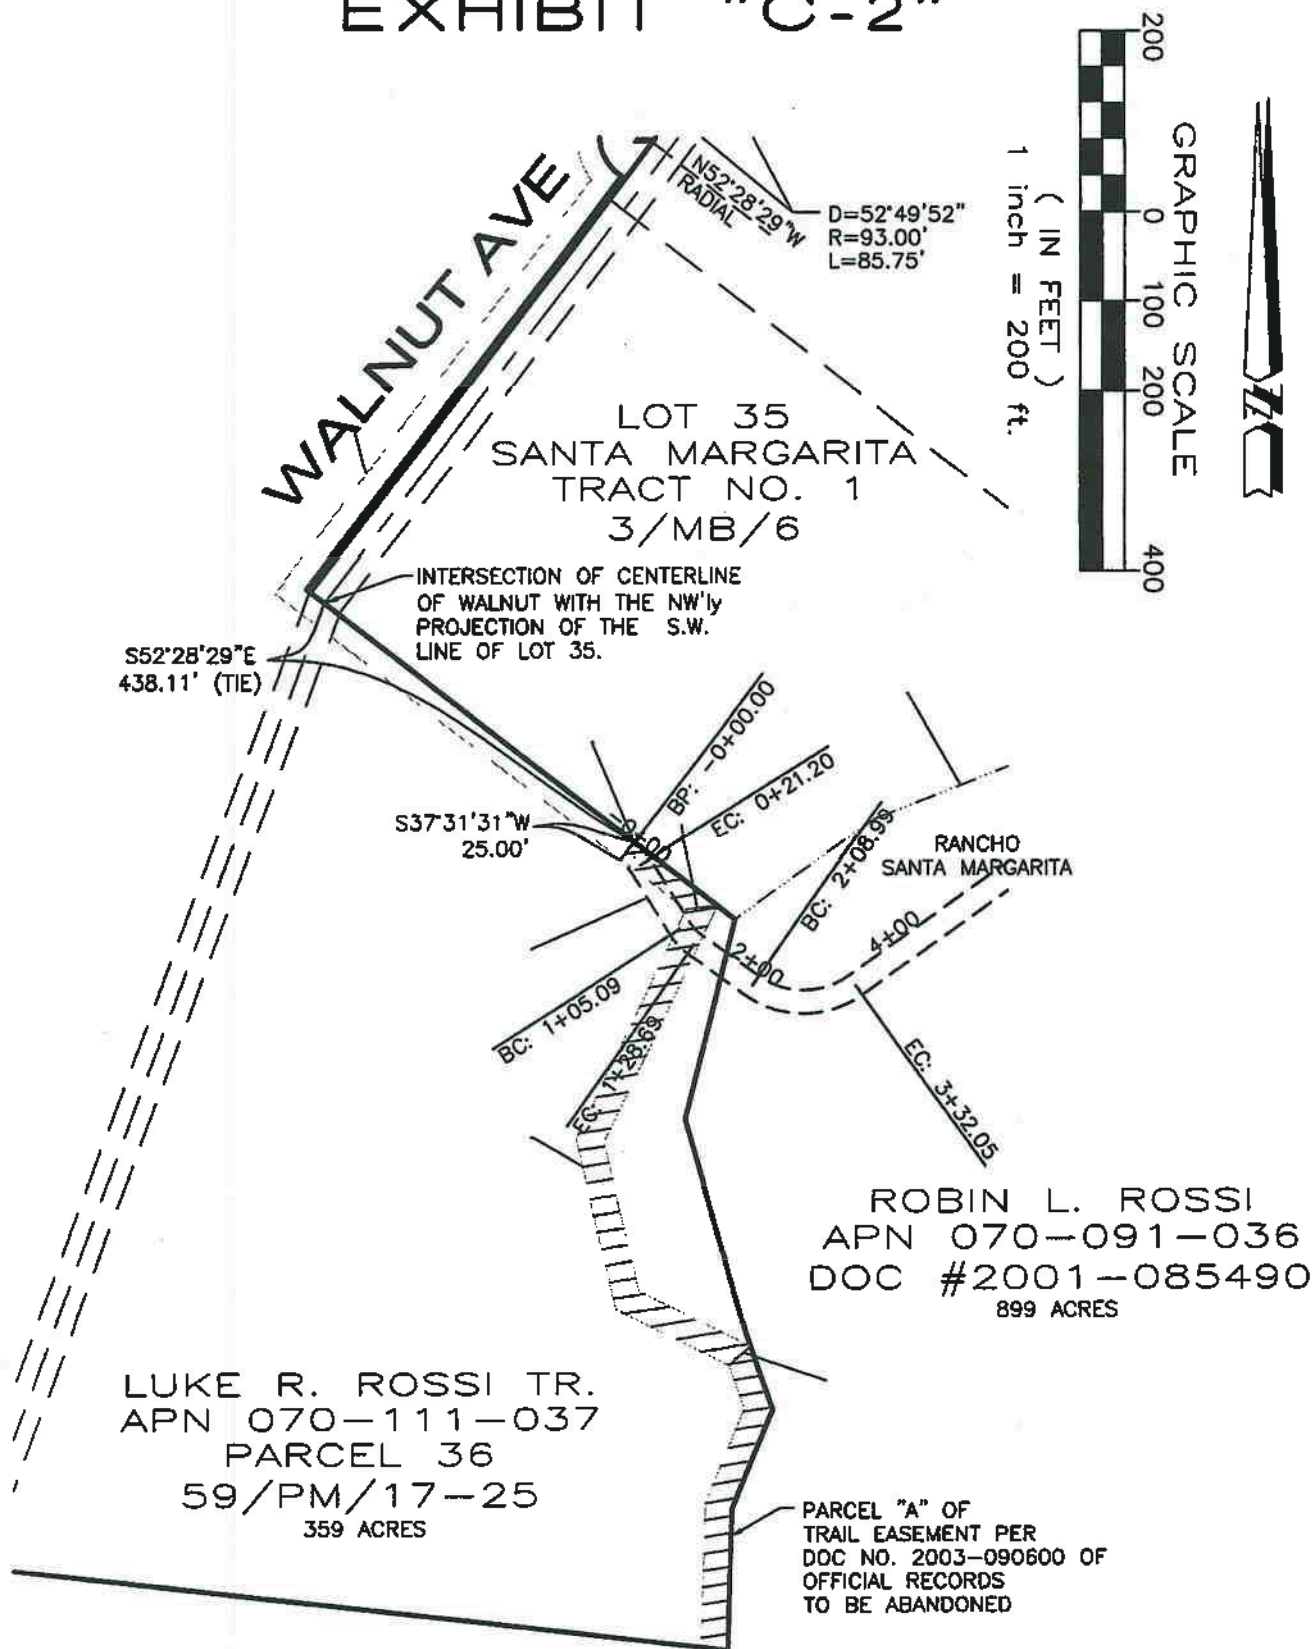 EXHIBIT "C-2"
200
0
100
200
400
GRAPHIC SCALE
( IN FEET )
1 inch = 200 ft.
N52°28'29"W
RADIAL
D=52°49'52"
R=93.00'
L=85.75'
WALNUT AVE
LOT 35
SANTA MARGARITA
TRACT NO. 1
3/MB/6
INTERSECTION OF CENTERLINE
OF WALNUT WITH THE NW'ly
PROJECTION OF THE S.W.
LINE OF LOT 35.
S52°28'29"E
438.11' (TIE)
BP: -0+00.00
EC: 0+21.20
S37°31'31"W
25.00'
BC: 2+08.99
RANCHO
SANTA MARGARITA
4+00
2+00
BC: 1+05.09
EC: 1+28.69
EC: 3+32.05
ROBIN L. ROSSI
APN 070-091-036
DOC #2001-085490
899 ACRES
LUKE R. ROSSI TR.
APN 070-111-037
PARCEL 36
59/PM/17-25
359 ACRES
PARCEL "A" OF
TRAIL EASEMENT PER
DOC NO. 2003-090600 OF
OFFICIAL RECORDS
TO BE ABANDONED